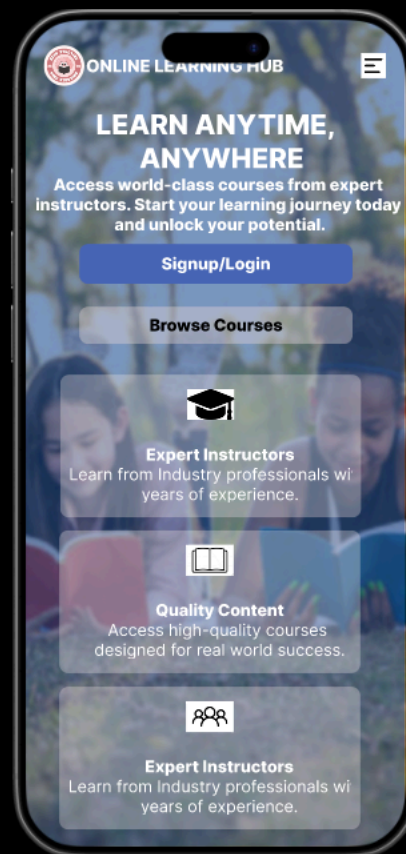 ONLINE LEARNING HUB
LEARN ANYTIME,
ANYWHERE
Access world-class courses from expert
instructors. Start your learning journey today
and unlock your potential.
Signup/Login
Browse Courses
Expert Instructors
Learn from Industry professionals wi
years of experience.
Quality Content
Access high-quality courses
designed for real world success.
Expert Instructors
Learn from Industry professionals wi
years of experience.